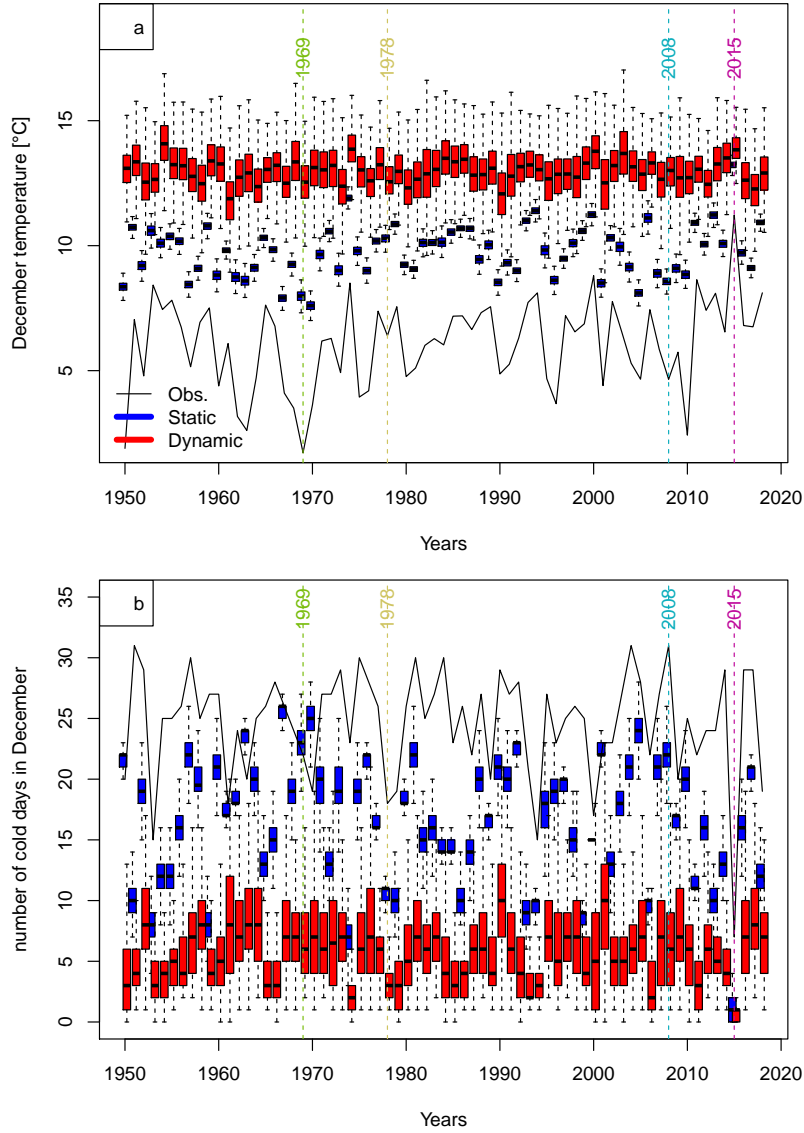 a
1969
1978
2008
2015
December temperature [°C]
15
10
5
Obs.
Static
Dynamic
1950 1960 1970 1980 1990 2000 2010 2020
Years
b
1969
1978
2008
2015
number of cold days in December
35
30
25
20
15
10
5
0
1950 1960 1970 1980 1990 2000 2010 2020
Years